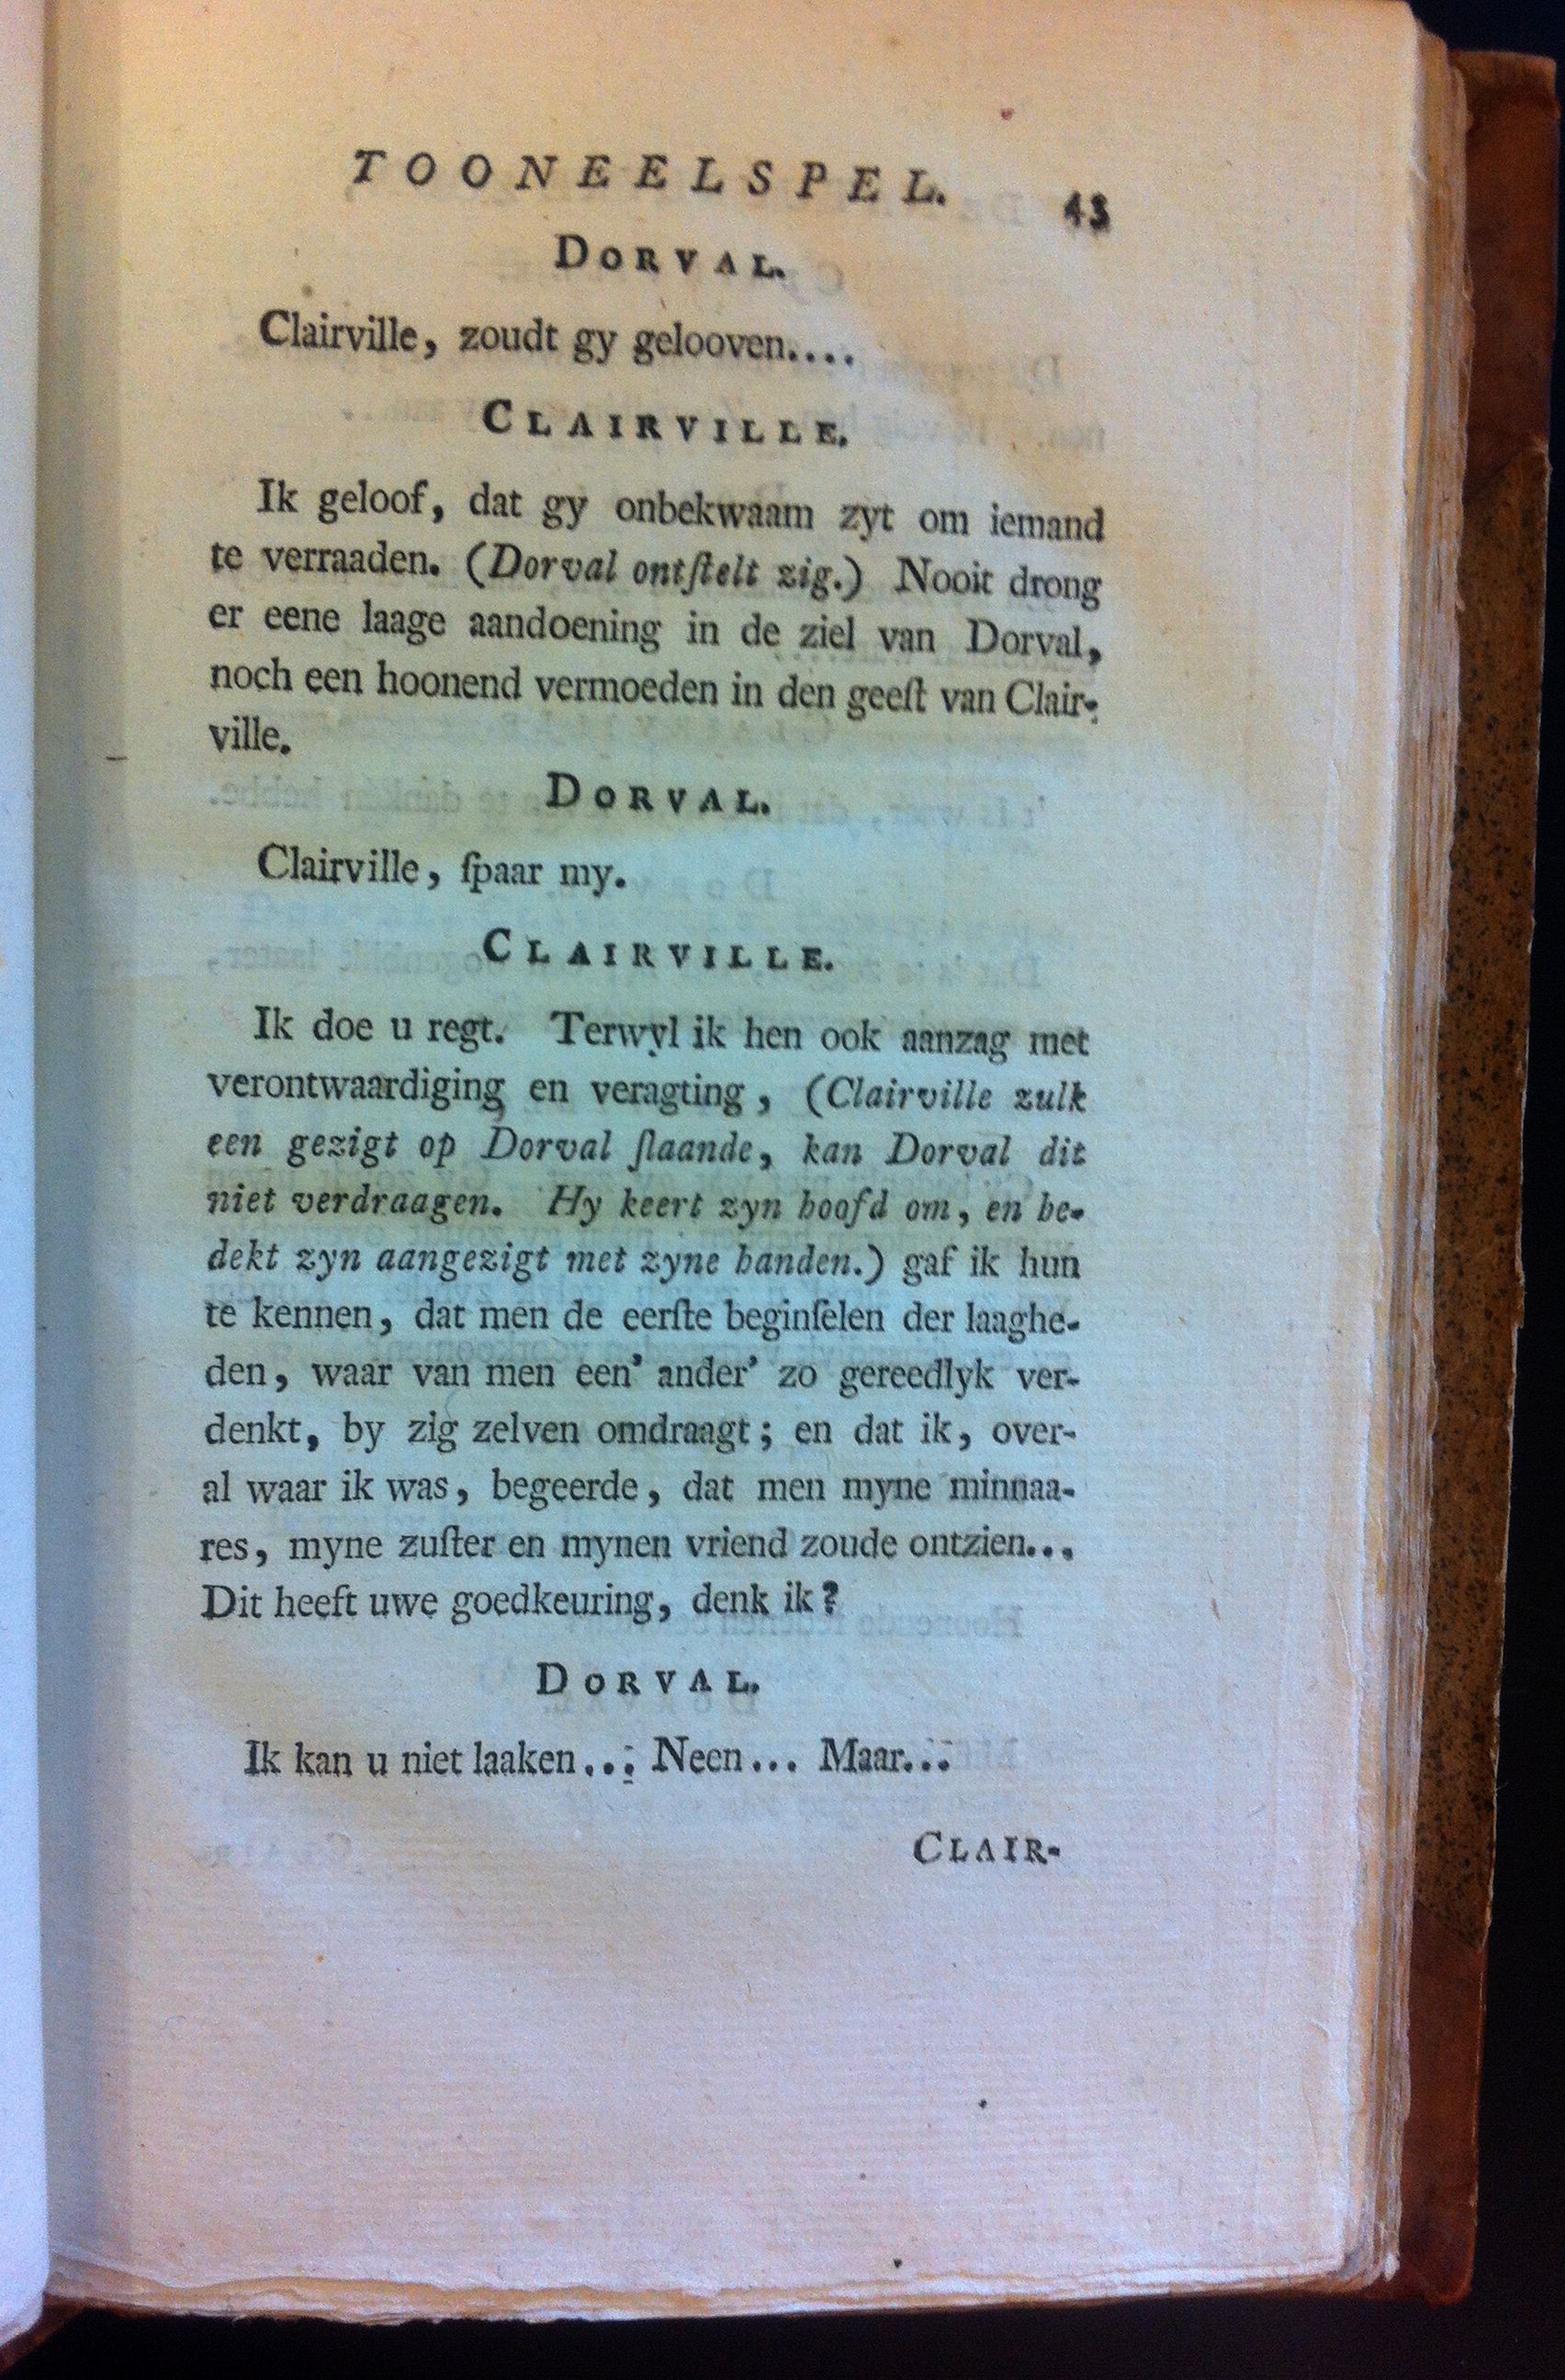 TOONEELSPEL. 43
DORVAL.
Clairville, zoudt gy gelooven....
CLAIRVILLE.
Ik geloof, dat gy onbekwaam zyt om iemand
te verraaden. (Dorval ontſtelt zig.) Nooit drong
er eene laage aandoening in de ziel van Dorval,
noch een hoonend vermoeden in den geeſt van Clair-
ville.
DORVAL.
Clairville, ſpaar my.
CLAIRVILLE.
Ik doe u regt. Terwyl ik hen ook aanzag met
verontwaardiging en veragting, (Clairville zulk
een gezigt op Dorval ſlaande, kan Dorval dit
niet verdraagen. Hy keert zyn hoofd om, en be-
dekt zyn aangezigt met zyne handen.) gaf ik hun
te kennen, dat men de eerſte beginſelen der laaghe-
den, waar van men een' ander' zo gereedlyk ver-
denkt, by zig zelven omdraagt; en dat ik, over-
al waar ik was, begeerde, dat men myne minnaa-
res, myne zuſter en mynen vriend zoude ontzien...
Dit heeft uwe goedkeuring, denk ik?
DORVAL.
Ik kan u niet laaken... Neen... Maar...
CLAIR-